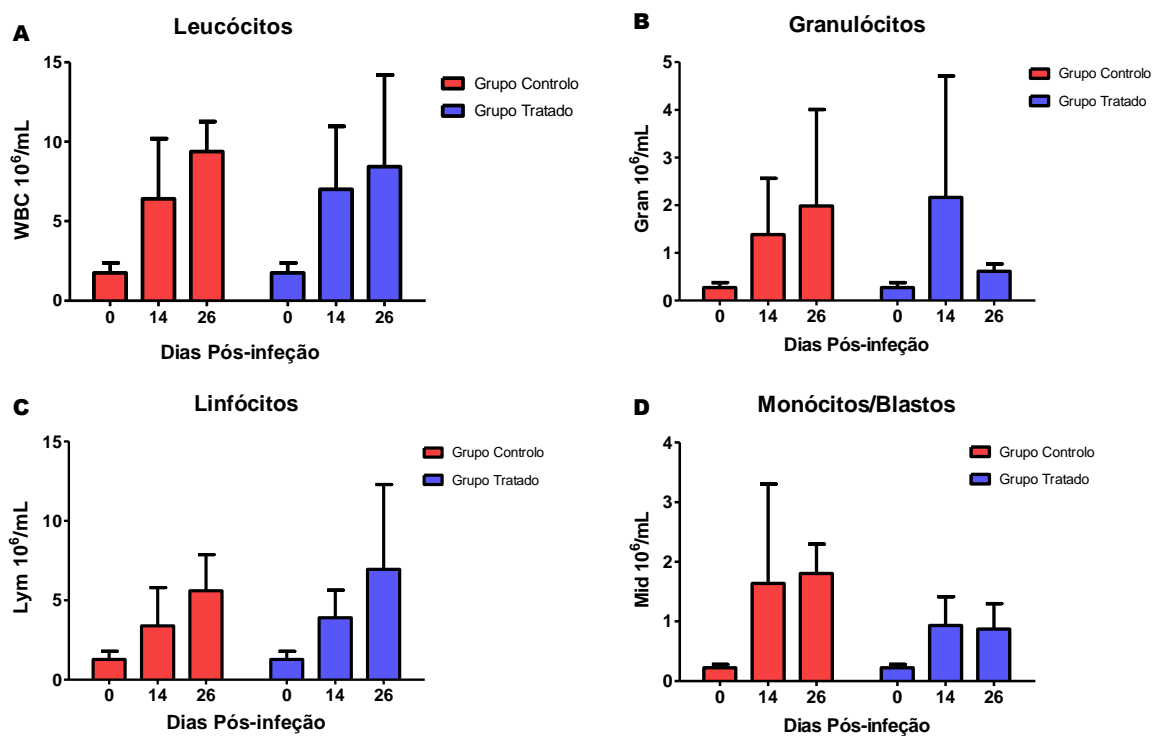 A
Leucócitos
15
10
5
0
WBC 10⁶/mL
0 14 26 0 14 26
Dias Pós-infeção
Grupo Controlo
Grupo Tratado
B
Granulócitos
5
4
3
2
1
0
Gran 10⁶/mL
0 14 26 0 14 26
Dias Pós-infeção
Grupo Controlo
Grupo Tratado
C
Linfócitos
15
10
5
0
Lym 10⁶/mL
0 14 26 0 14 26
Dias Pós-infeção
Grupo Controlo
Grupo Tratado
D
Monócitos/Blastos
4
3
2
1
0
Mid 10⁶/mL
0 14 26 0 14 26
Dias Pós-infeção
Grupo Controlo
Grupo Tratado